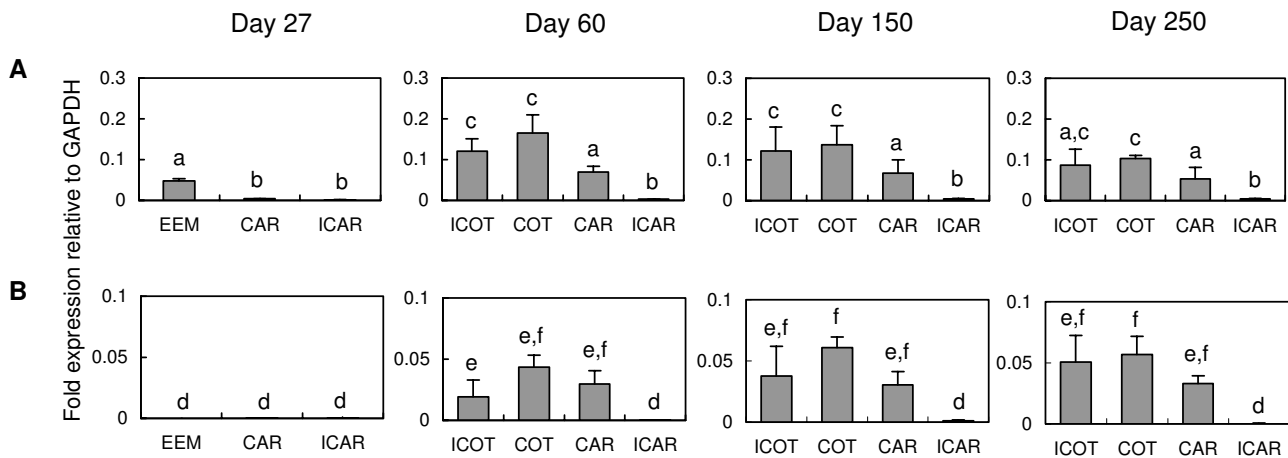 Day 27 Day 60 Day 150 Day 250
A
Fold expression relative to GAPDH
0.3 0.3 0.3 0.3
0.2 0.2 0.2 0.2
0.1 0.1 0.1 0.1
0 0 0 0
a b b
c c a b
c c a b
a,c c a b
EEM CAR ICAR ICOT COT CAR ICAR ICOT COT CAR ICAR ICOT COT CAR ICAR
B
0.1 0.1 0.1 0.1
0.05 0.05 0.05 0.05
0 0 0 0
d d d
e e,f e,f d
e,f f e,f d
e,f f e,f d
EEM CAR ICAR ICOT COT CAR ICAR ICOT COT CAR ICAR ICOT COT CAR ICAR